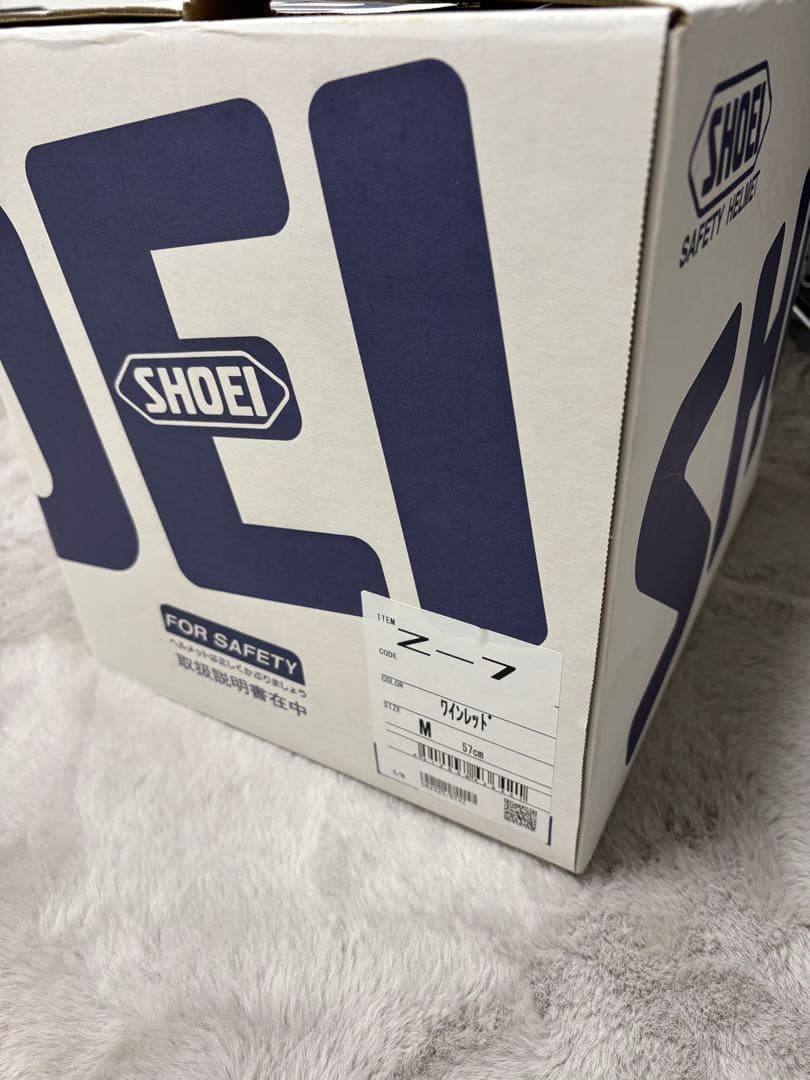 OEI
SHOEI
FOR SAFETY
ヘルメットは正しくかぶりましょう
取扱説明書在中
ITEM
Z-7
CODE
COLOR
ワインレッド
SIZE
M 57cm
S/N
SHOEI
SAFETY HELMET
SH